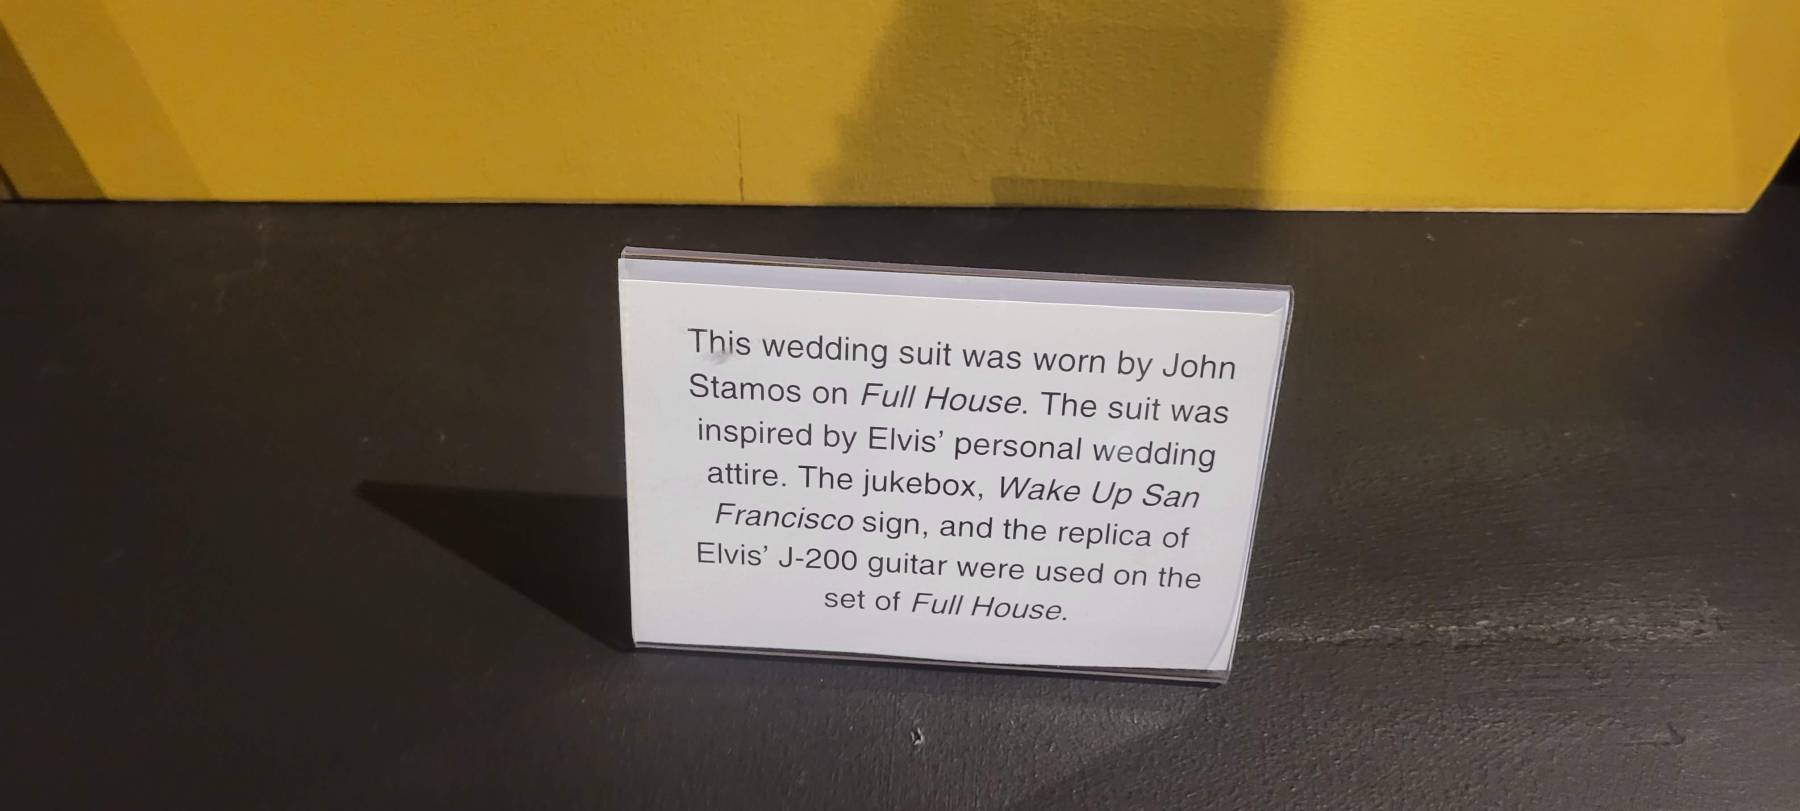 This wedding suit was worn by John
Stamos on Full House. The suit was
inspired by Elvis’ personal wedding
attire. The jukebox, Wake Up San
Francisco sign, and the replica of
Elvis’ J-200 guitar were used on the
set of Full House.